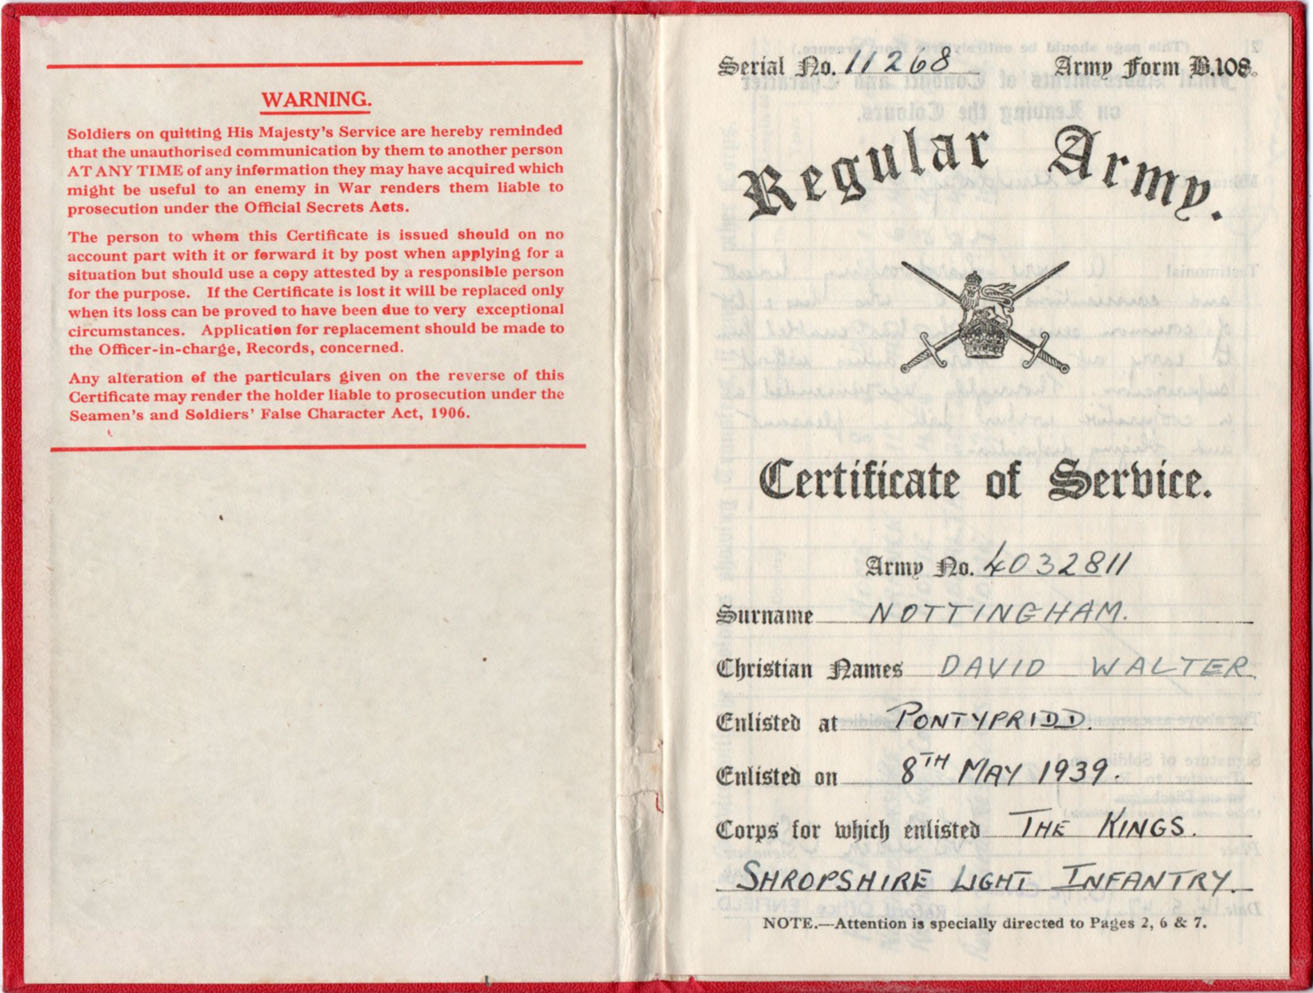 WARNING.
Soldiers on quitting His Majesty's Service are hereby reminded
that the unauthorised communication by them to another person
AT ANY TIME of any information they may have acquired which
might be useful to an enemy in War renders them liable to
prosecution under the Official Secrets Acts.
The person to whom this Certificate is issued should on no
account part with it or forward it by post when applying for a
situation but should use a copy attested by a responsible person
for the purpose. If the Certificate is lost it will be replaced only
when its loss can be proved to have been due to very exceptional
circumstances. Application for replacement should be made to
the Officer-in-charge, Records, concerned.
Any alteration of the particulars given on the reverse of this
Certificate may render the holder liable to prosecution under the
Seamen's and Soldiers' False Character Act, 1906.
Serial No. 11268 Army Form B.108.
Regular Army.
Certificate of Service.
Army No. 4032811
Surname NOTTINGHAM.
Christian Names DAVID WALTER
Enlisted at PONTYPRIDD.
Enlisted on 8TH MAY 1939.
Corps for which enlisted THE KINGS.
SHROPSHIRE LIGHT INFANTRY.
NOTE.—Attention is specially directed to Pages 2, 6 & 7.